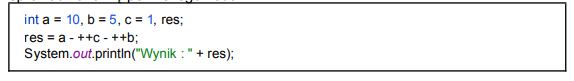 int a = 10, b = 5, c = 1, res;
res = a - ++c - ++b;
System.out.println("Wynik : " + res);